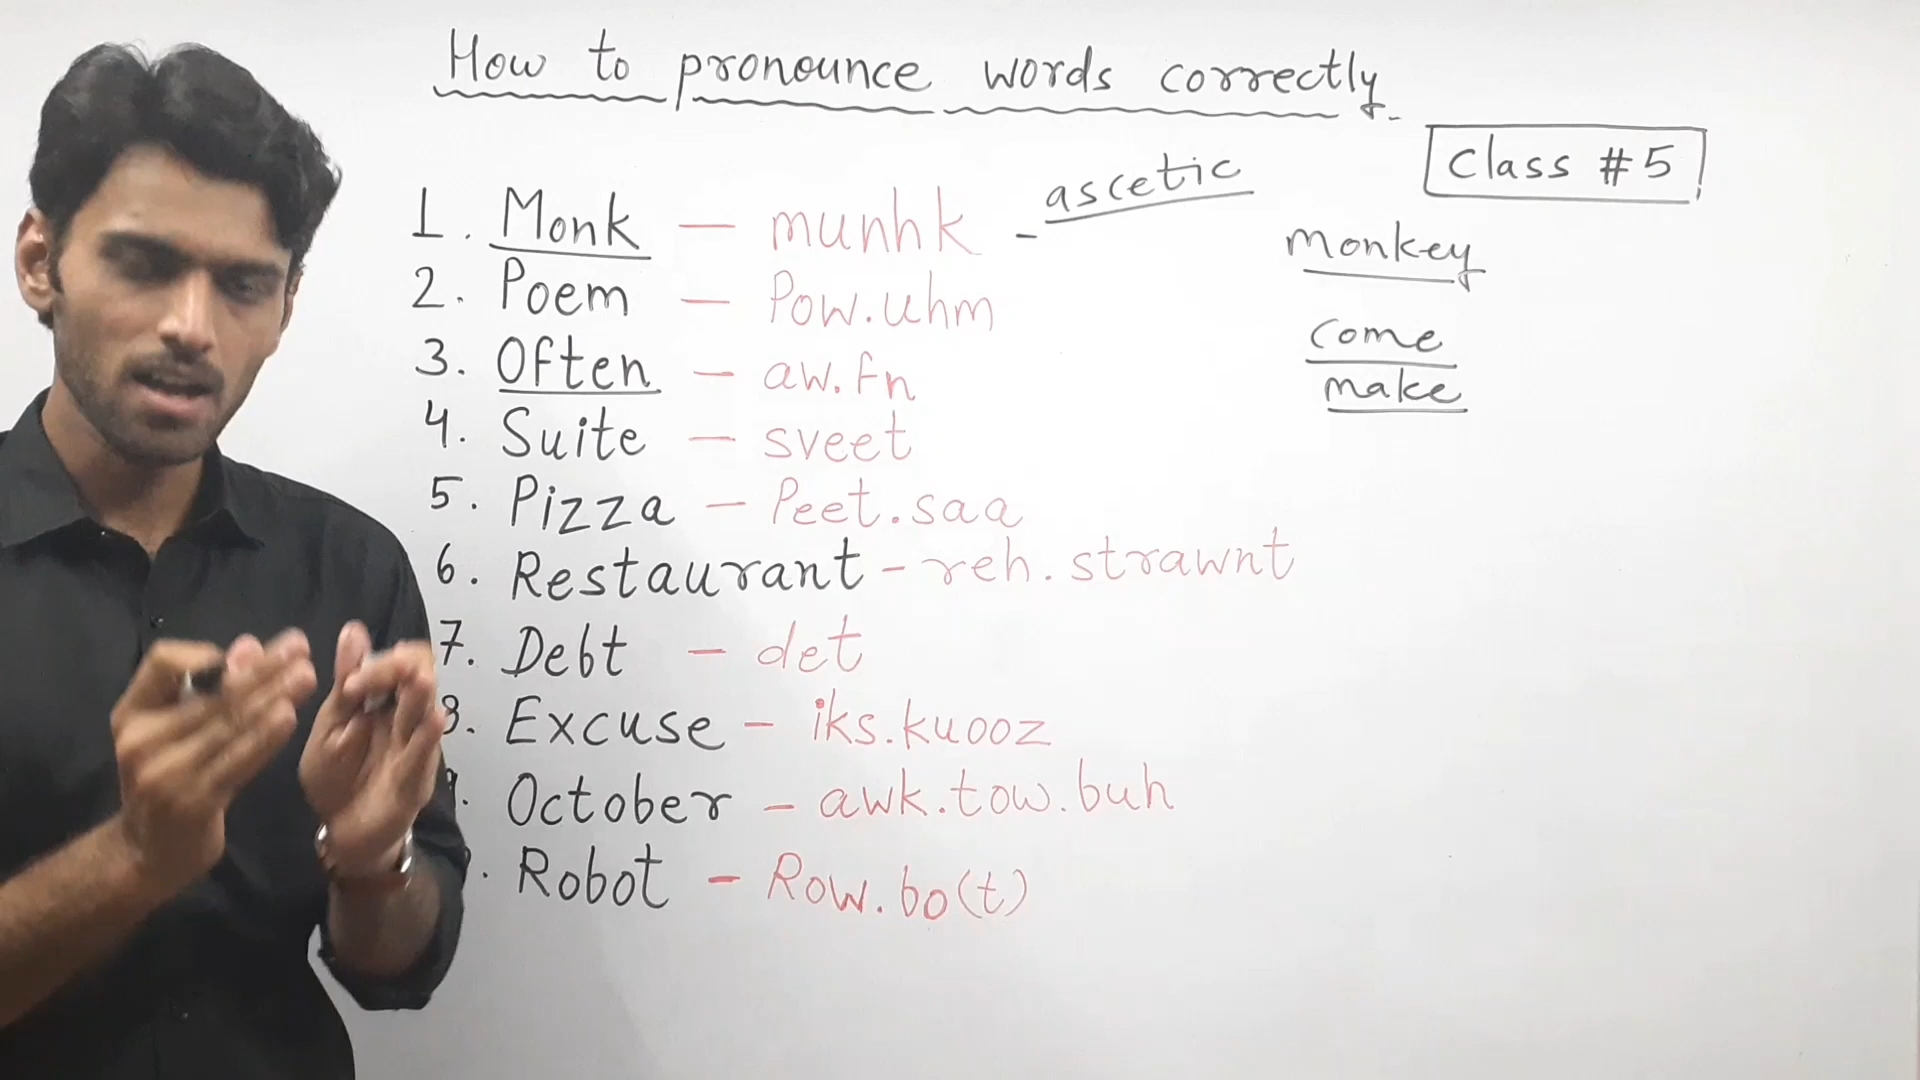 How to pronounce words correctly
Class #5
1. Monk – munhk - ascetic
monkey
2. Poem – Pow.uhm
come
3. Often – aw.fn
make
4. Suite – sveet
5. Pizza – Peet.saa
6. Restaurant – reh.strawnt
7. Debt – det
8. Excuse – iks.kuooz
. October – awk.tow.buh
. Robot – Row.bo(t)